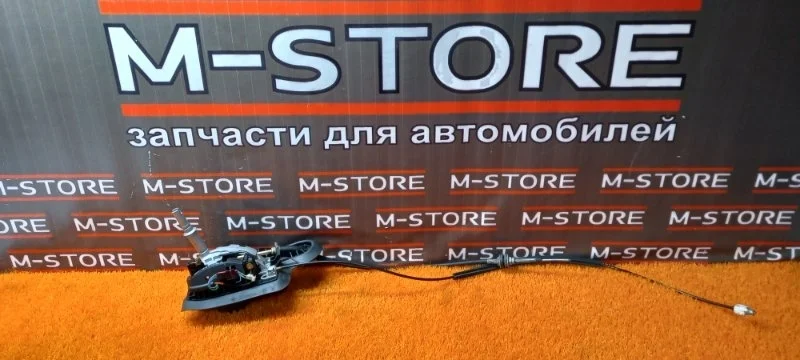 M-STORE
запчасти для автомобилей
M-STORE M-STORE M-STORE M-STORE M-STORE M-S
ORE M-STORE M-STORE M-STORE M-STORE M-STORE
M-STORE M-STORE M-STORE M-STORE M-STORE